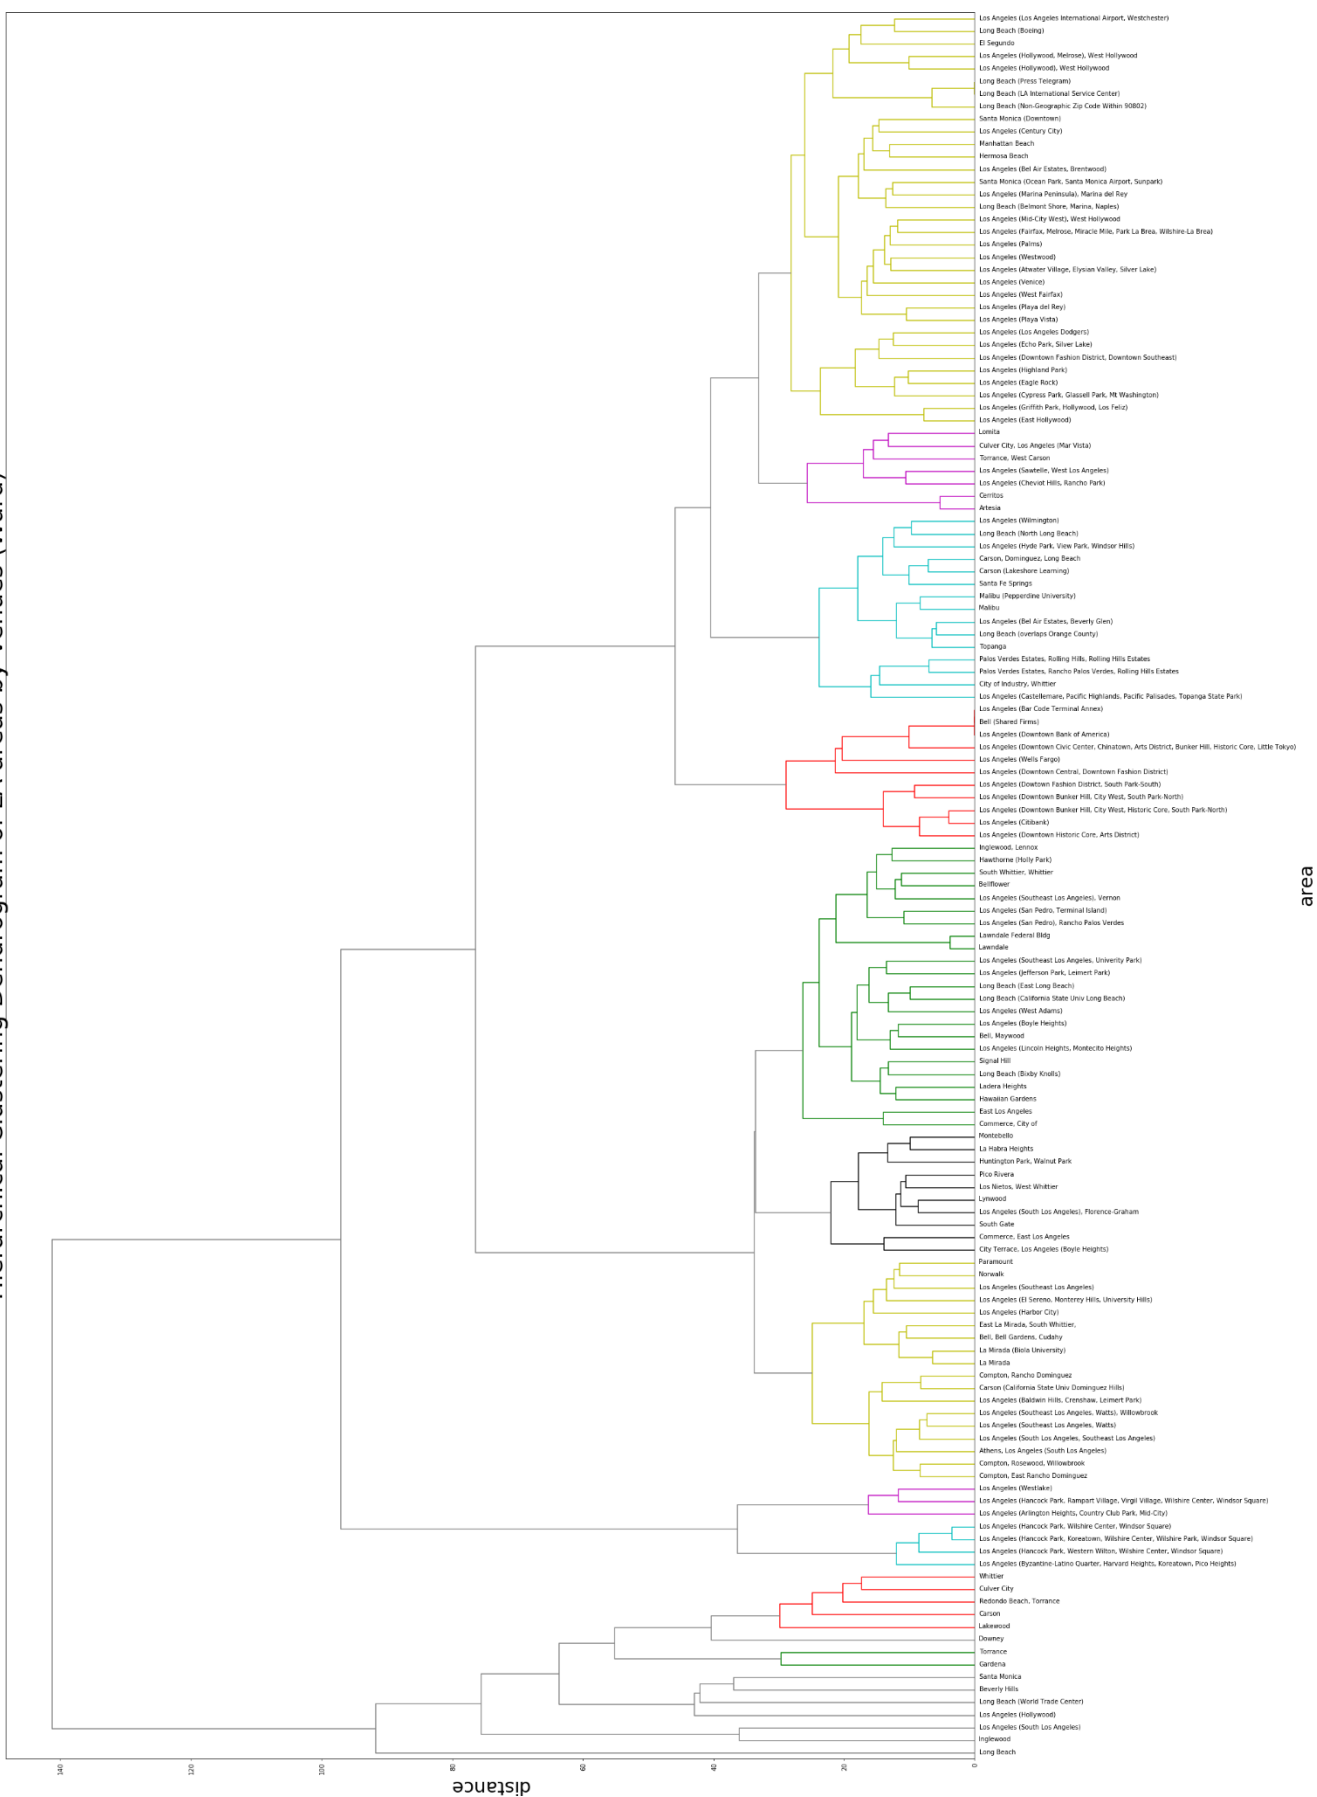 Hierarchical Clustering Dendrogram of LA areas by Venues (Ward)
Los Angeles (Los Angeles International Airport, Westchester)
Long Beach (Boeing)
El Segundo
Los Angeles (Hollywood, Melrose), West Hollywood
Los Angeles (Hollywood), West Hollywood
Long Beach (Press Telegram)
Long Beach (LA International Service Center)
Long Beach (Non-Geographic Zip Code Within 90802)
Santa Monica (Downtown)
Los Angeles (Century City)
Manhattan Beach
Hermosa Beach
Los Angeles (Bel Air Estates, Brentwood)
Santa Monica (Ocean Park, Santa Monica Airport, Sunpark)
Los Angeles (Marina Peninsula), Marina del Rey
Long Beach (Belmont Shore, Marina, Naples)
Los Angeles (Mid-City West), West Hollywood
Los Angeles (Fairfax, Melrose, Miracle Mile, Park La Brea, Wilshire-La Brea)
Los Angeles (Palms)
Los Angeles (Westwood)
Los Angeles (Atwater Village, Elysian Valley, Silver Lake)
Los Angeles (Venice)
Los Angeles (West Fairfax)
Los Angeles (Playa del Rey)
Los Angeles (Playa Vista)
Los Angeles (Los Angeles Dodgers)
Los Angeles (Echo Park, Silver Lake)
Los Angeles (Downtown Fashion District, Downtown Southeast)
Los Angeles (Highland Park)
Los Angeles (Eagle Rock)
Los Angeles (Cypress Park, Glassell Park, Mt Washington)
Los Angeles (Griffith Park, Hollywood, Los Feliz)
Los Angeles (East Hollywood)
Lomita
Culver City, Los Angeles (Mar Vista)
Torrance, West Carson
Los Angeles (Sawtelle, West Los Angeles)
Los Angeles (Cheviot Hills, Rancho Park)
Cerritos
Artesia
Los Angeles (Wilmington)
Long Beach (North Long Beach)
Los Angeles (Hyde Park, View Park, Windsor Hills)
Carson, Dominguez, Long Beach
Carson (Lakeshore Learning)
Santa Fe Springs
Malibu (Pepperdine University)
Malibu
Los Angeles (Bel Air Estates, Beverly Glen)
Long Beach (overlaps Orange County)
Topanga
Palos Verdes Estates, Rolling Hills, Rolling Hills Estates
Palos Verdes Estates, Rancho Palos Verdes, Rolling Hills Estates
City of Industry, Whittier
Los Angeles (Castellemare, Pacific Highlands, Pacific Palisades, Topanga State Park)
Los Angeles (Bar Code Terminal Annex)
Bell (Shared Firms)
Los Angeles (Downtown Bank of America)
Los Angeles (Downtown Civic Center, Chinatown, Arts District, Bunker Hill, Historic Core, Little Tokyo)
Los Angeles (Wells Fargo)
Los Angeles (Downtown Central, Downtown Fashion District)
Los Angeles (Dowtown Fashion District, South Park-South)
Los Angeles (Downtown Bunker Hill, City West, South Park-North)
Los Angeles (Downtown Bunker Hill, City West, Historic Core, South Park-North)
Los Angeles (Citibank)
Los Angeles (Downtown Historic Core, Arts District)
Inglewood, Lennox
Hawthorne (Holly Park)
South Whittier, Whittier
Bellflower
Los Angeles (Southeast Los Angeles), Vernon
Los Angeles (San Pedro, Terminal Island)
Los Angeles (San Pedro), Rancho Palos Verdes
Lawndale Federal Bldg
Lawndale
Los Angeles (Southeast Los Angeles, Univerity Park)
Los Angeles (Jefferson Park, Leimert Park)
Long Beach (East Long Beach)
Long Beach (California State Univ Long Beach)
Los Angeles (West Adams)
Los Angeles (Boyle Heights)
Bell, Maywood
Los Angeles (Lincoln Heights, Montecito Heights)
Signal Hill
Long Beach (Bixby Knolls)
Ladera Heights
Hawaiian Gardens
East Los Angeles
Commerce, City of
Montebello
La Habra Heights
Huntington Park, Walnut Park
Pico Rivera
Los Nietos, West Whittier
Lynwood
Los Angeles (South Los Angeles), Florence-Graham
South Gate
Commerce, East Los Angeles
City Terrace, Los Angeles (Boyle Heights)
Paramount
Norwalk
Los Angeles (Southeast Los Angeles)
Los Angeles (El Sereno, Monterey Hills, University Hills)
Los Angeles (Harbor City)
East La Mirada, South Whittier,
Bell, Bell Gardens, Cudahy
La Mirada (Biola University)
La Mirada
Compton, Rancho Dominguez
Carson (California State Univ Dominguez Hills)
Los Angeles (Baldwin Hills, Crenshaw, Leimert Park)
Los Angeles (Southeast Los Angeles, Watts), Willowbrook
Los Angeles (Southeast Los Angeles, Watts)
Los Angeles (South Los Angeles, Southeast Los Angeles)
Athens, Los Angeles (South Los Angeles)
Compton, Rosewood, Willowbrook
Compton, East Rancho Dominguez
Los Angeles (Westlake)
Los Angeles (Hancock Park, Rampart Village, Virgil Village, Wilshire Center, Windsor Square)
Los Angeles (Arlington Heights, Country Club Park, Mid-City)
Los Angeles (Hancock Park, Wilshire Center, Windsor Square)
Los Angeles (Hancock Park, Koreatown, Wilshire Center, Wilshire Park, Windsor Square)
Los Angeles (Hancock Park, Western Wilton, Wilshire Center, Windsor Square)
Los Angeles (Byzantine-Latino Quarter, Harvard Heights, Koreatown, Pico Heights)
Whittier
Culver City
Redondo Beach, Torrance
Carson
Lakewood
Downey
Torrance
Gardena
Santa Monica
Beverly Hills
Long Beach (World Trade Center)
Los Angeles (Hollywood)
Los Angeles (South Los Angeles)
Inglewood
Long Beach
area
140
120
100
80
60
40
20
0
distance